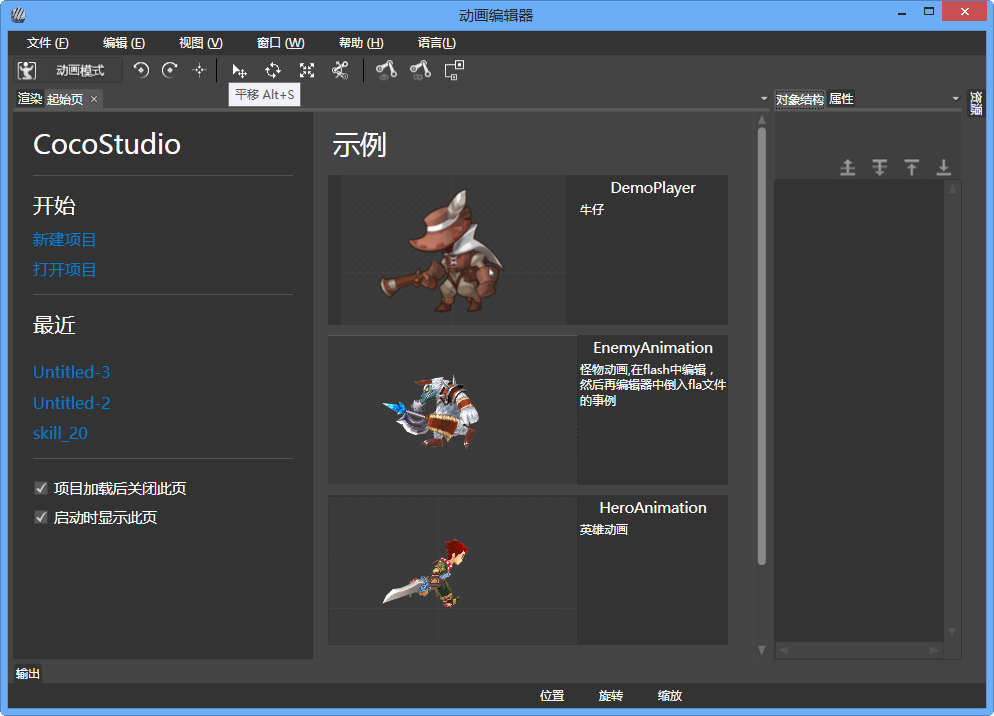 动画编辑器
文件 (F) 编辑 (E) 视图 (V) 窗口 (W) 帮助 (H) 语言(L)
动画模式
平移 Alt+S
渲染 起始页 ×
对象结构 属性
资源
CocoStudio
开始
新建项目
打开项目
最近
Untitled-3
Untitled-2
skill_20
项目加载后关闭此页
启动时显示此页
示例
DemoPlayer
牛仔
EnemyAnimation
怪物动画,在flash中编辑，
然后再编辑器中倒入fla文件
的事例
HeroAnimation
英雄动画
输出
位置 旋转 缩放